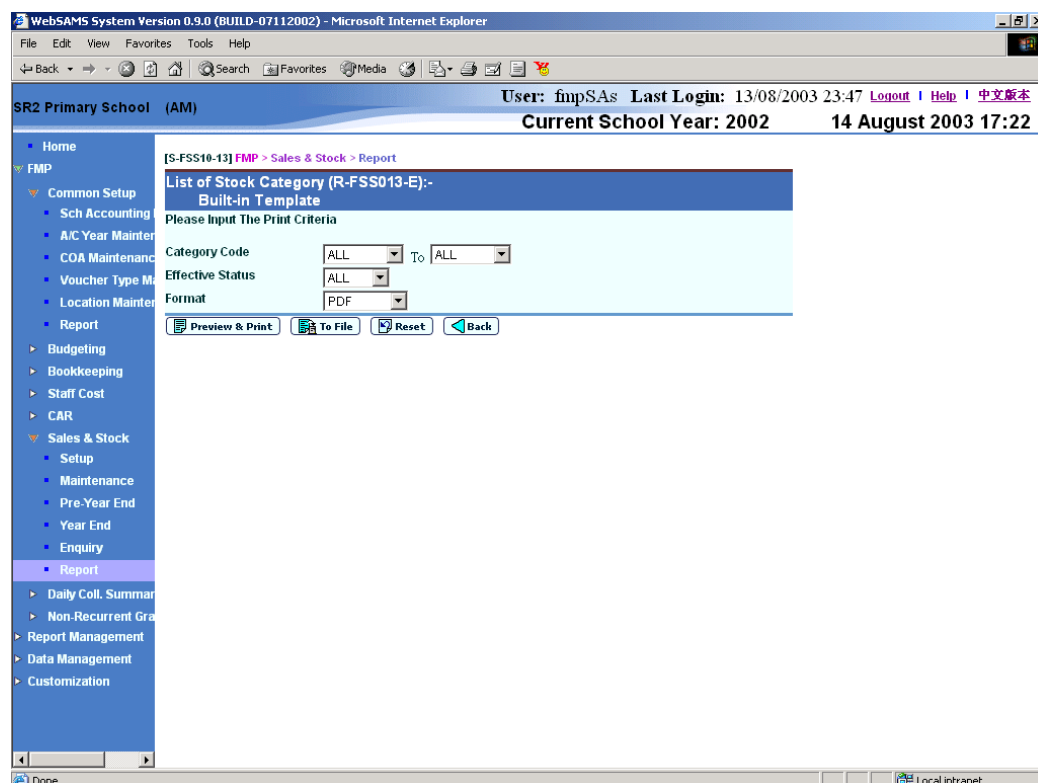 WebSAMS System Version 0.9.0 (BUILD-07112002) - Microsoft Internet Explorer
File Edit View Favorites Tools Help
Back Search Favorites Media
SR2 Primary School (AM)
User: fmpSAs Last Login: 13/08/2003 23:47 Logout | Help | 中文版本
Current School Year: 2002 14 August 2003 17:22
Home
FMP
Common Setup
Sch Accounting
A/C Year Mainter
COA Maintenanc
Voucher Type Ma
Location Mainter
Report
Budgeting
Bookkeeping
Staff Cost
CAR
Sales & Stock
Setup
Maintenance
Pre-Year End
Year End
Enquiry
Report
Daily Coll. Summar
Non-Recurrent Gra
Report Management
Data Management
Customization
[S-FSS10-13] FMP > Sales & Stock > Report
List of Stock Category (R-FSS013-E):-
Built-in Template
Please Input The Print Criteria
Category Code ALL To ALL
Effective Status ALL
Format PDF
Preview & Print To File Reset Back
Done Local intranet